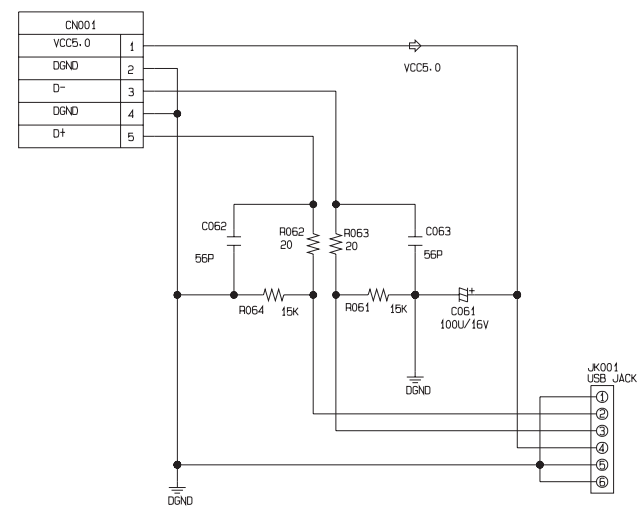 CN001
VCC5.0 1
DGND 2
D- 3
DGND 4
D+ 5
VCC5.0
C062
56P
R062
20
R063
20
C063
56P
R064 15K
R061 15K
+
C061
100U/16V
DGND
JK001
USB JACK
1
2
3
4
5
6
DGND